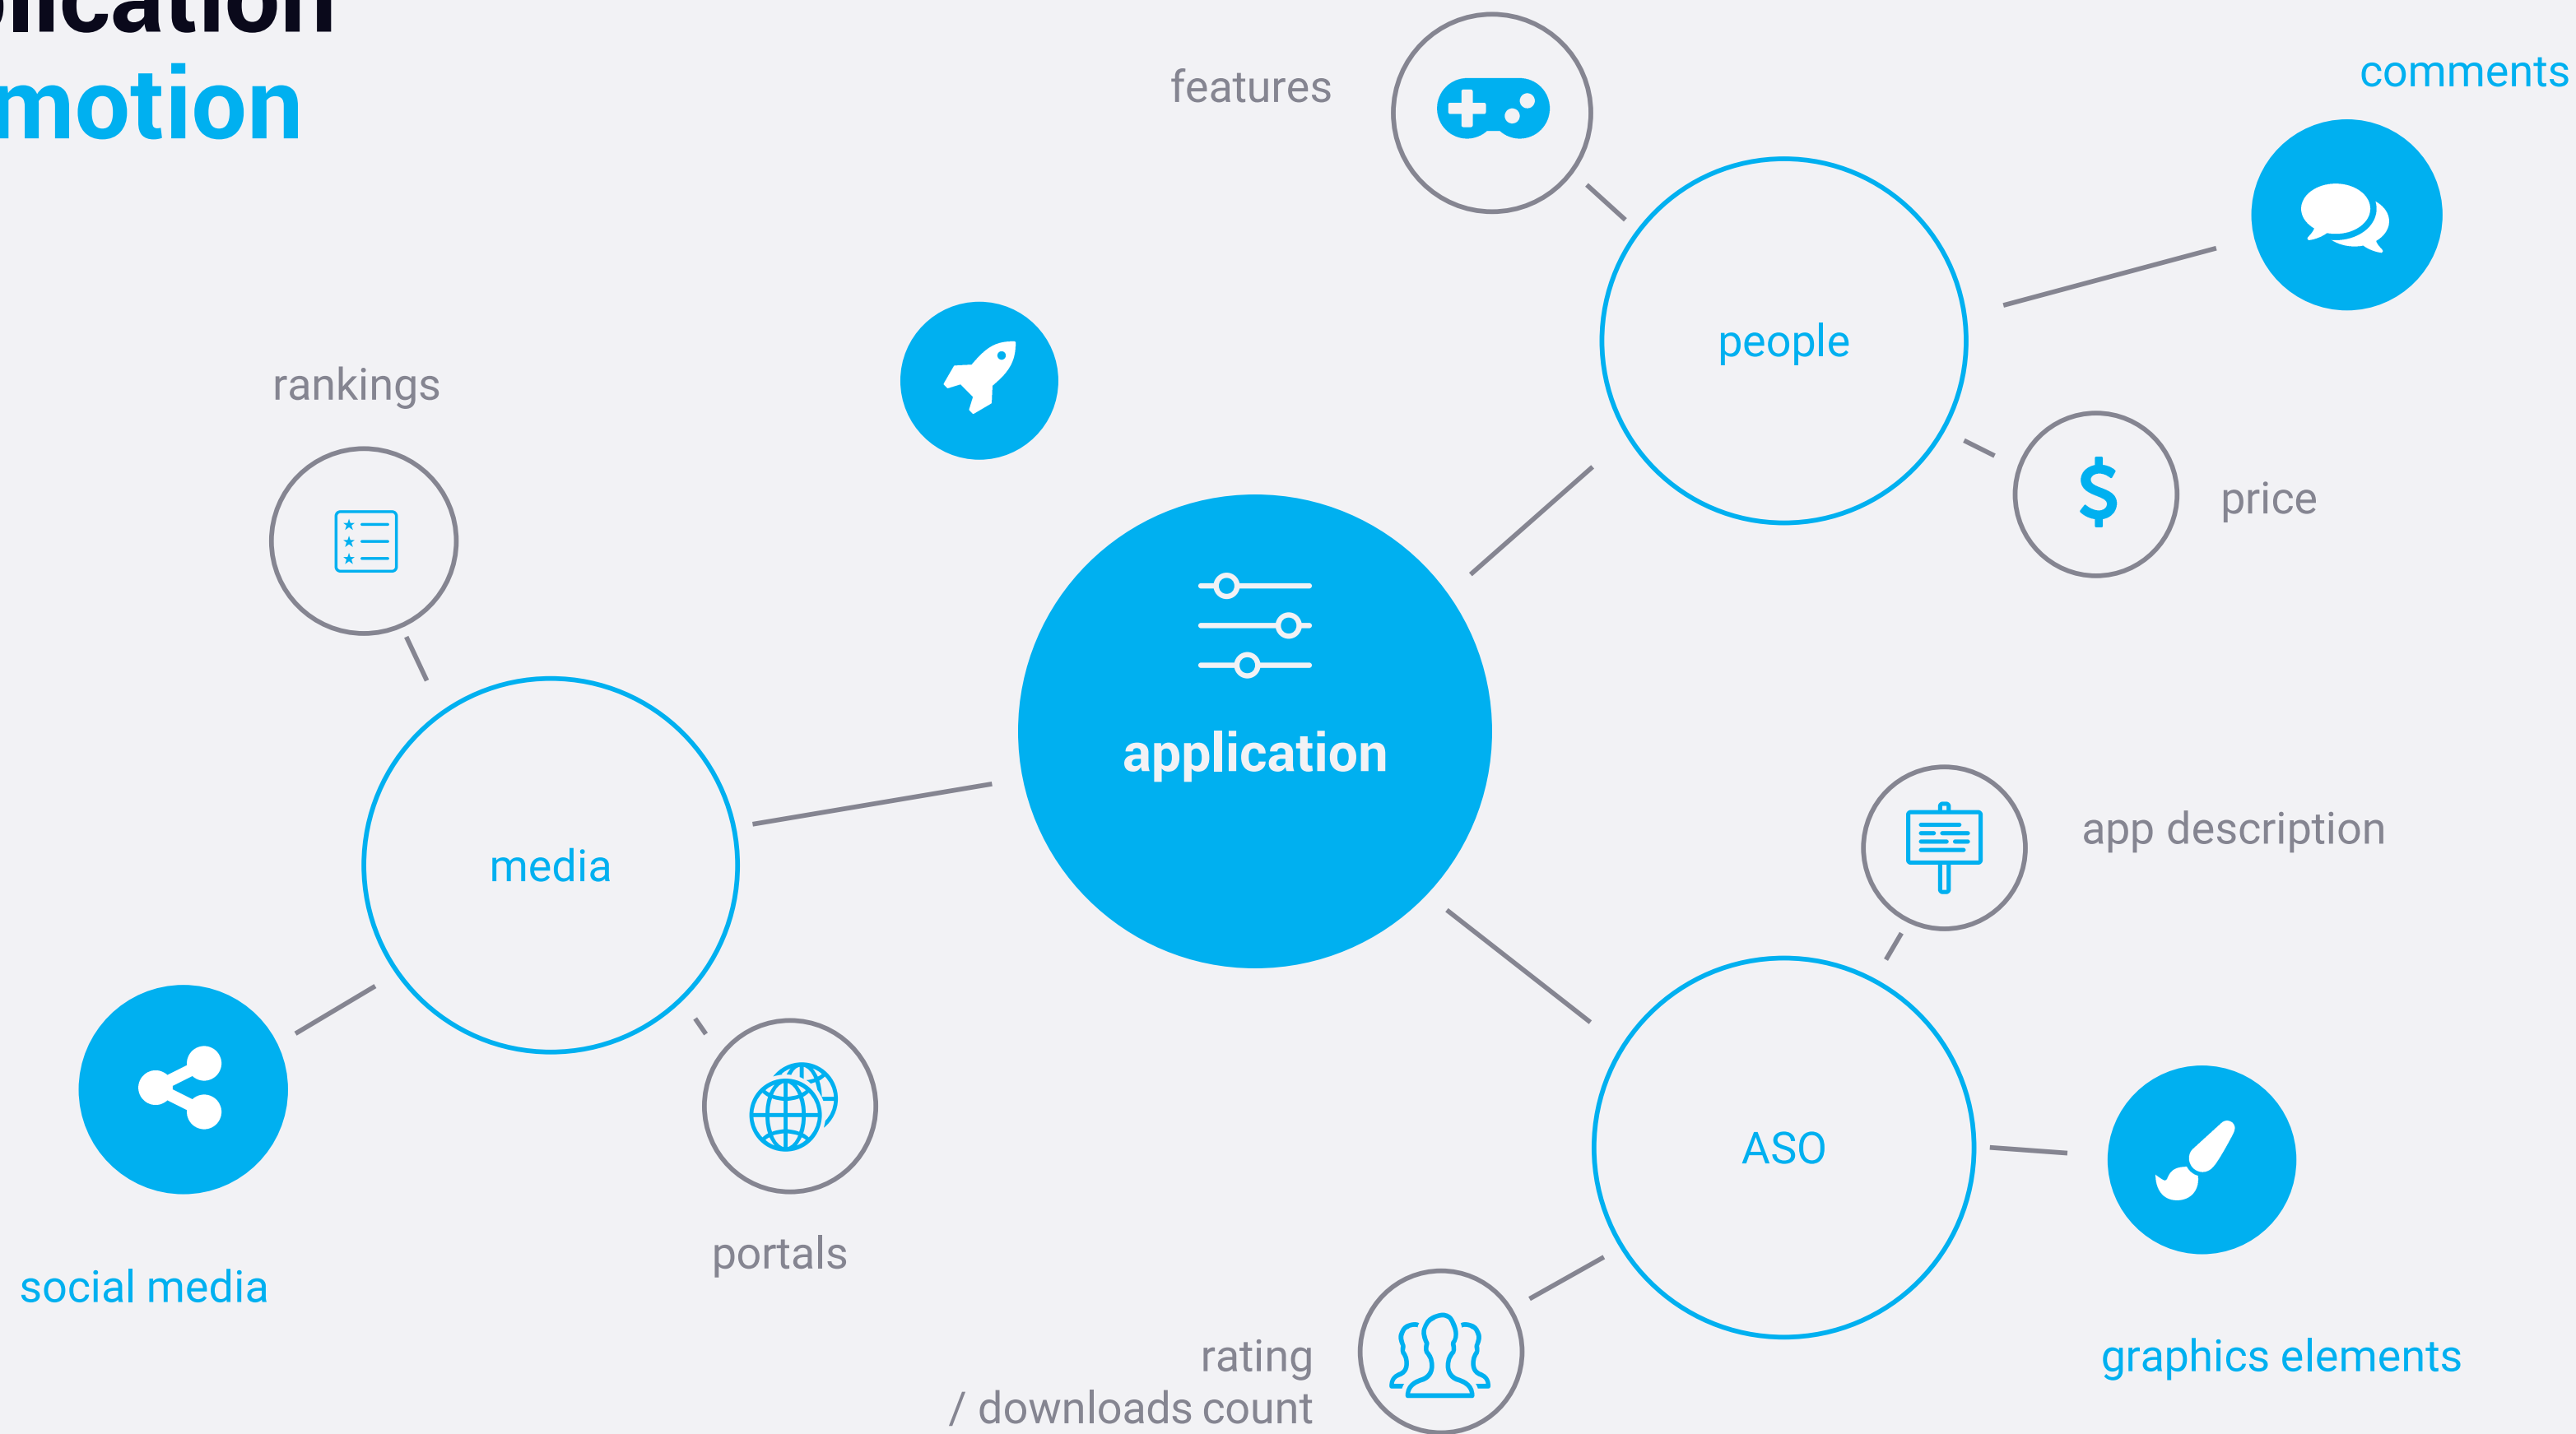 plication
motion
features
comments
people
rankings
price
application
app description
media
ASO
portals
social media
rating
/ downloads count
graphics elements